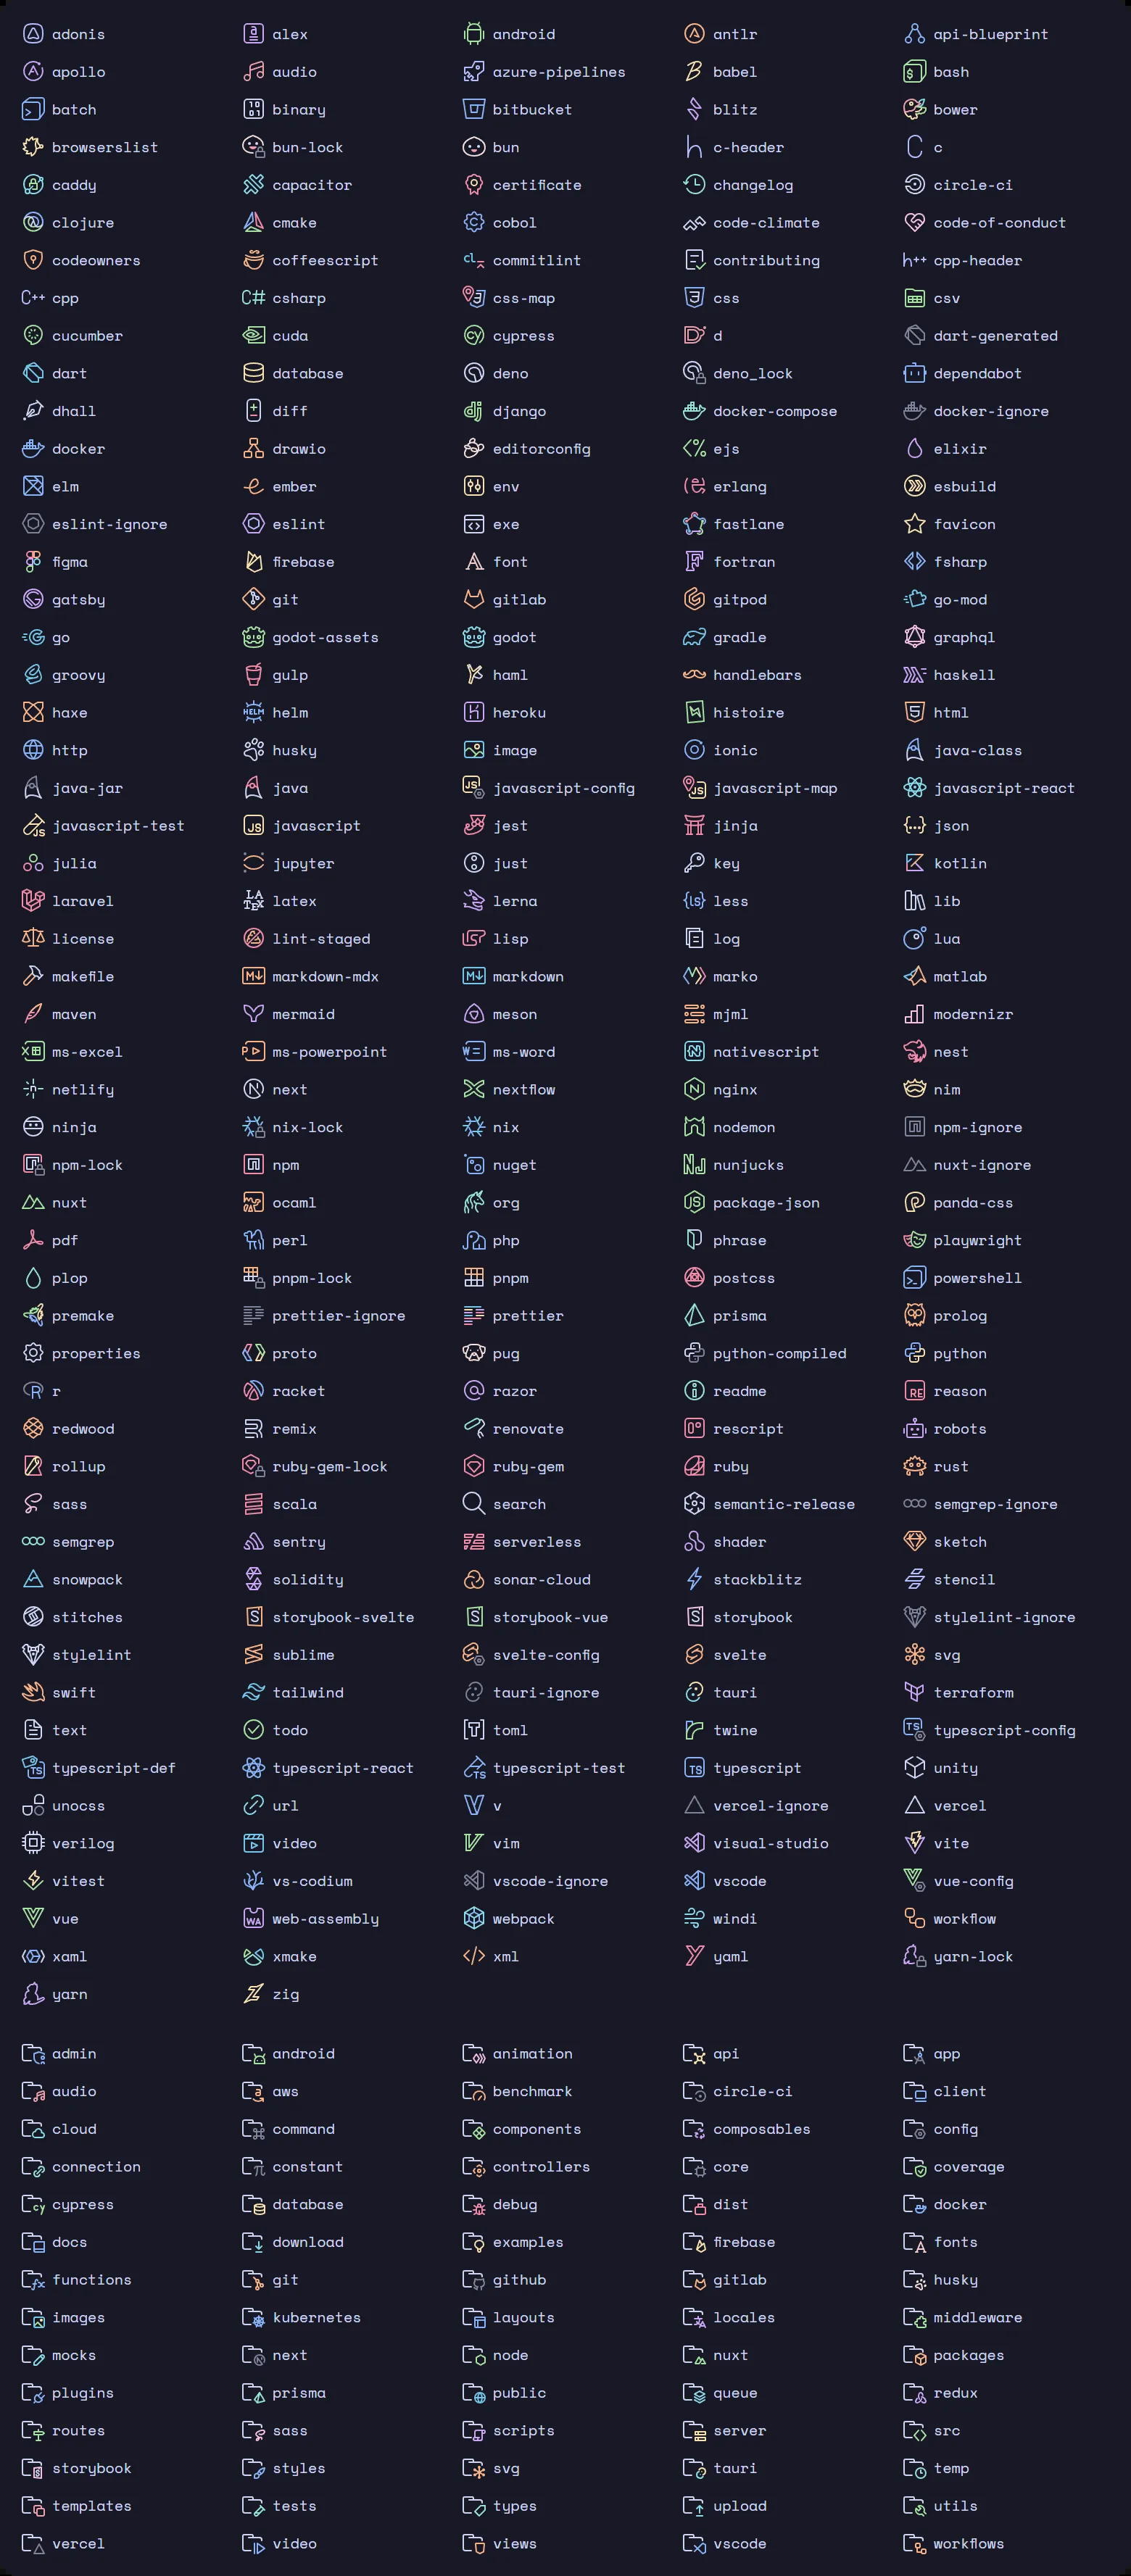 adonis alex android antlr api-blueprint
apollo audio azure-pipelines babel bash
batch binary bitbucket blitz bower
browserslist bun-lock bun c-header c
caddy capacitor certificate changelog circle-ci
clojure cmake cobol code-climate code-of-conduct
codeowners coffeescript commitlint contributing cpp-header
cpp csharp css-map css csv
cucumber cuda cypress d dart-generated
dart database deno deno_lock dependabot
dhall diff django docker-compose docker-ignore
docker drawio editorconfig ejs elixir
elm ember env erlang esbuild
eslint-ignore eslint exe fastlane favicon
figma firebase font fortran fsharp
gatsby git gitlab gitpod go-mod
go godot-assets godot gradle graphql
groovy gulp haml handlebars haskell
haxe helm heroku histoire html
http husky image ionic java-class
java-jar java javascript-config javascript-map javascript-react
javascript-test javascript jest jinja json
julia jupyter just key kotlin
laravel latex lerna less lib
license lint-staged lisp log lua
makefile markdown-mdx markdown marko matlab
maven mermaid meson mjml modernizr
ms-excel ms-powerpoint ms-word nativescript nest
netlify next nextflow nginx nim
ninja nix-lock nix nodemon npm-ignore
npm-lock npm nuget nunjucks nuxt-ignore
nuxt ocaml org package-json panda-css
pdf perl php phrase playwright
plop pnpm-lock pnpm postcss powershell
premake prettier-ignore prettier prisma prolog
properties proto pug python-compiled python
r racket razor readme reason
redwood remix renovate rescript robots
rollup ruby-gem-lock ruby-gem ruby rust
sass scala search semantic-release semgrep-ignore
semgrep sentry serverless shader sketch
snowpack solidity sonar-cloud stackblitz stencil
stitches storybook-svelte storybook-vue storybook stylelint-ignore
stylelint sublime svelte-config svelte svg
swift tailwind tauri-ignore tauri terraform
text todo toml twine typescript-config
typescript-def typescript-react typescript-test typescript unity
unocss url v vercel-ignore vercel
verilog video vim visual-studio vite
vitest vs-codium vscode-ignore vscode vue-config
vue web-assembly webpack windi workflow
xaml xmake xml yaml yarn-lock
yarn zig
admin android animation api app
audio aws benchmark circle-ci client
cloud command components composables config
connection constant controllers core coverage
cypress database debug dist docker
docs download examples firebase fonts
functions git github gitlab husky
images kubernetes layouts locales middleware
mocks next node nuxt packages
plugins prisma public queue redux
routes sass scripts server src
storybook styles svg tauri temp
templates tests types upload utils
vercel video views vscode workflows